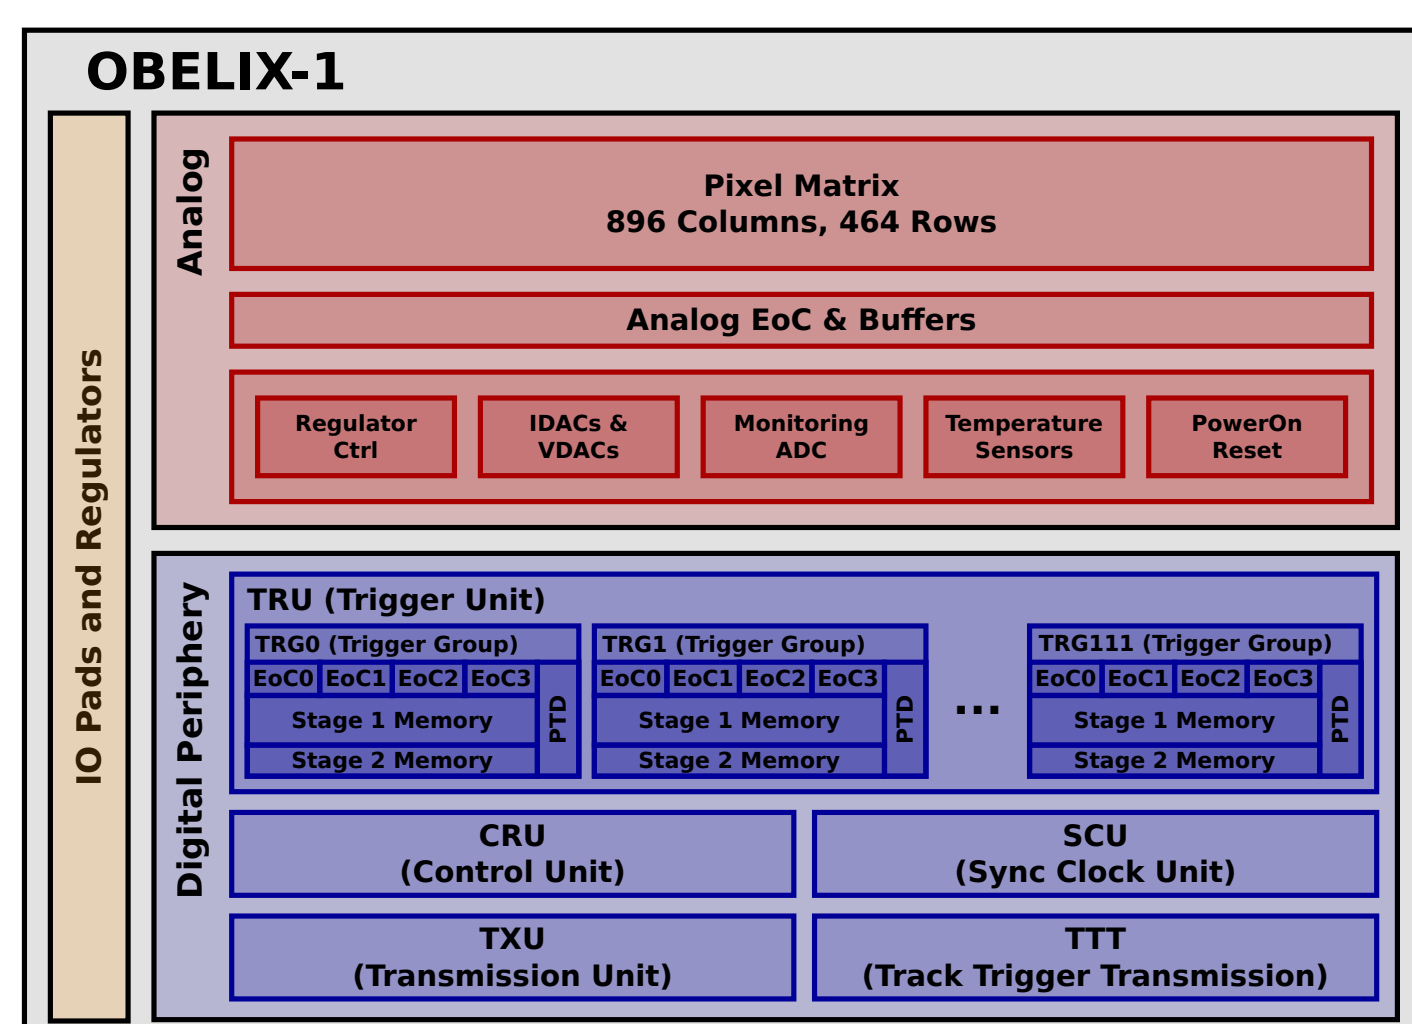 OBELIX-1
IO Pads and Regulators
Analog
Pixel Matrix
896 Columns, 464 Rows
Analog EoC & Buffers
Regulator
Ctrl
IDACs &
VDACs
Monitoring
ADC
Temperature
Sensors
PowerOn
Reset
Digital Periphery
TRU (Trigger Unit)
TRG0 (Trigger Group)
EoC0 EoC1 EoC2 EoC3
Stage 1 Memory
Stage 2 Memory
PTD
TRG1 (Trigger Group)
EoC0 EoC1 EoC2 EoC3
Stage 1 Memory
Stage 2 Memory
PTD
...
TRG111 (Trigger Group)
EoC0 EoC1 EoC2 EoC3
Stage 1 Memory
Stage 2 Memory
PTD
CRU
(Control Unit)
SCU
(Sync Clock Unit)
TXU
(Transmission Unit)
TTT
(Track Trigger Transmission)